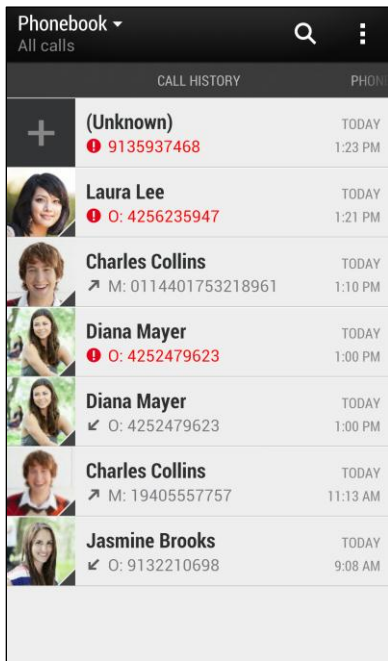 Phonebook
All calls
CALL HISTORY PHON
(Unknown) TODAY
9135937468 1:23 PM
Laura Lee TODAY
O: 4256235947 1:21 PM
Charles Collins TODAY
M: 0114401753218961 1:10 PM
Diana Mayer TODAY
O: 4252479623 1:00 PM
Diana Mayer TODAY
O: 4252479623 1:00 PM
Charles Collins TODAY
M: 19405557757 11:13 AM
Jasmine Brooks TODAY
O: 9132210698 9:08 AM